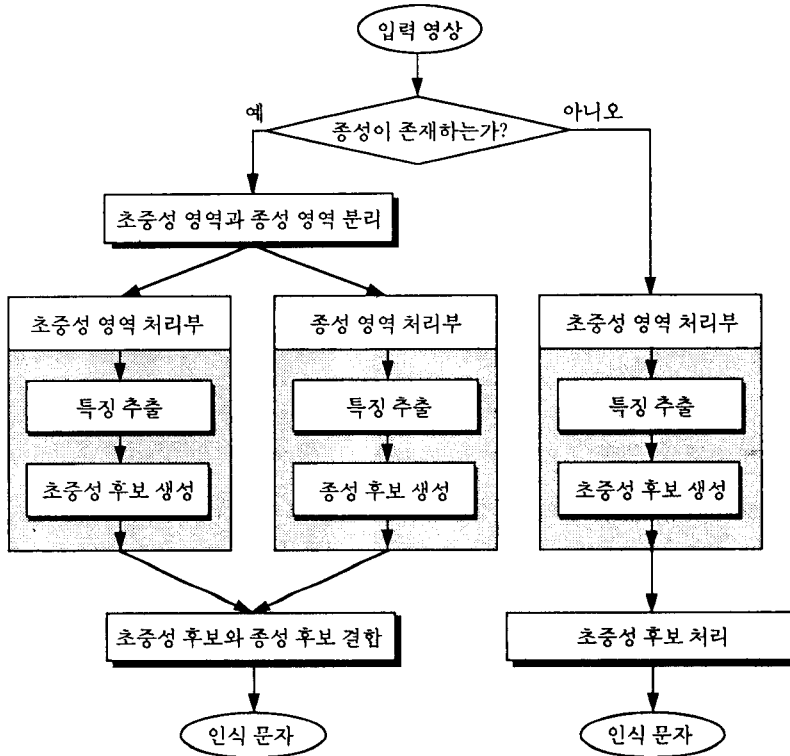 입력 영상
예
아니오
종성이 존재하는가?
초중성 영역과 종성 영역 분리
초중성 영역 처리부
종성 영역 처리부
초중성 영역 처리부
특징 추출
특징 추출
특징 추출
초중성 후보 생성
종성 후보 생성
초중성 후보 생성
초중성 후보와 종성 후보 결합
초중성 후보 처리
인식 문자
인식 문자